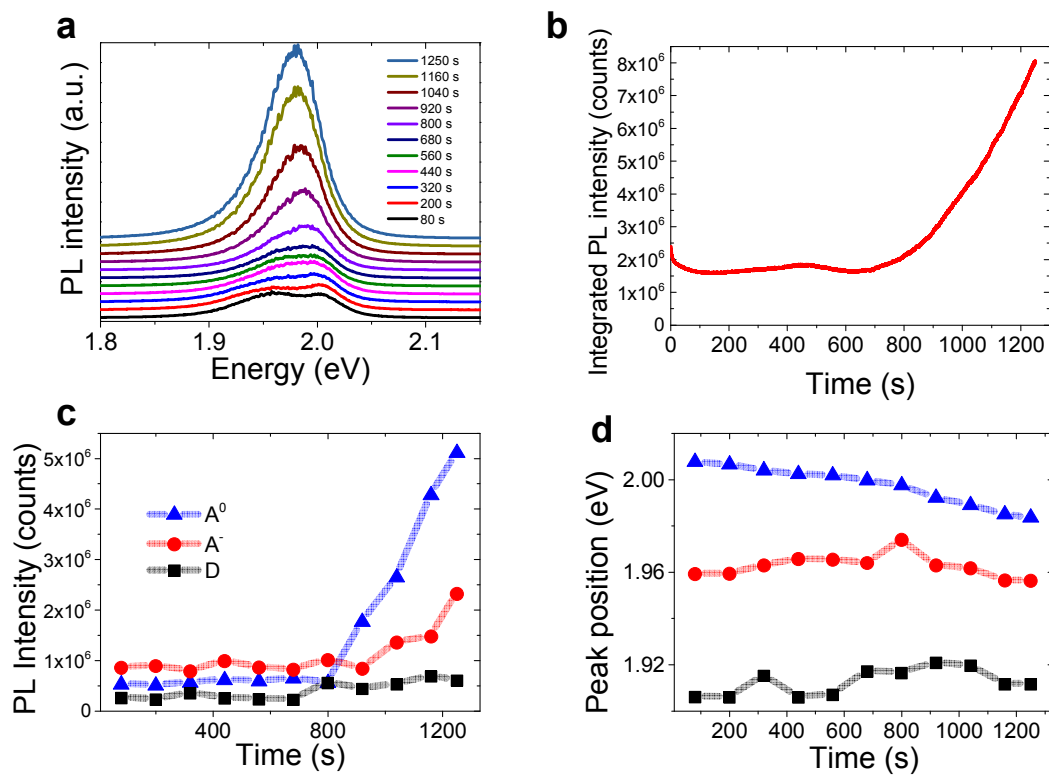 a
PL intensity (a.u.)
1250 s
1160 s
1040 s
920 s
800 s
680 s
560 s
440 s
320 s
200 s
80 s
1.8 1.9 2.0 2.1
Energy (eV)
b
Integrated PL intensity (counts)
8x10⁶
7x10⁶
6x10⁶
5x10⁶
4x10⁶
3x10⁶
2x10⁶
1x10⁶
0
0 200 400 600 800 1000 1200
Time (s)
c
PL Intensity (counts)
5x10⁶
4x10⁶
3x10⁶
2x10⁶
1x10⁶
0
A⁰
A⁻
D
400 800 1200
Time (s)
d
Peak position (eV)
2.00
1.96
1.92
200 400 600 800 1000 1200
Time (s)